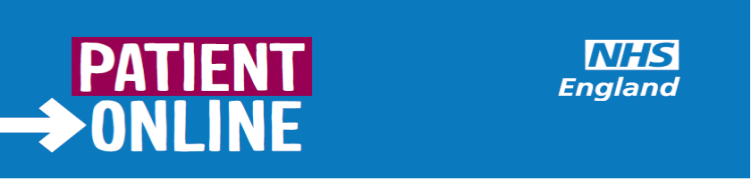 PATIENT
ONLINE
NHS
England